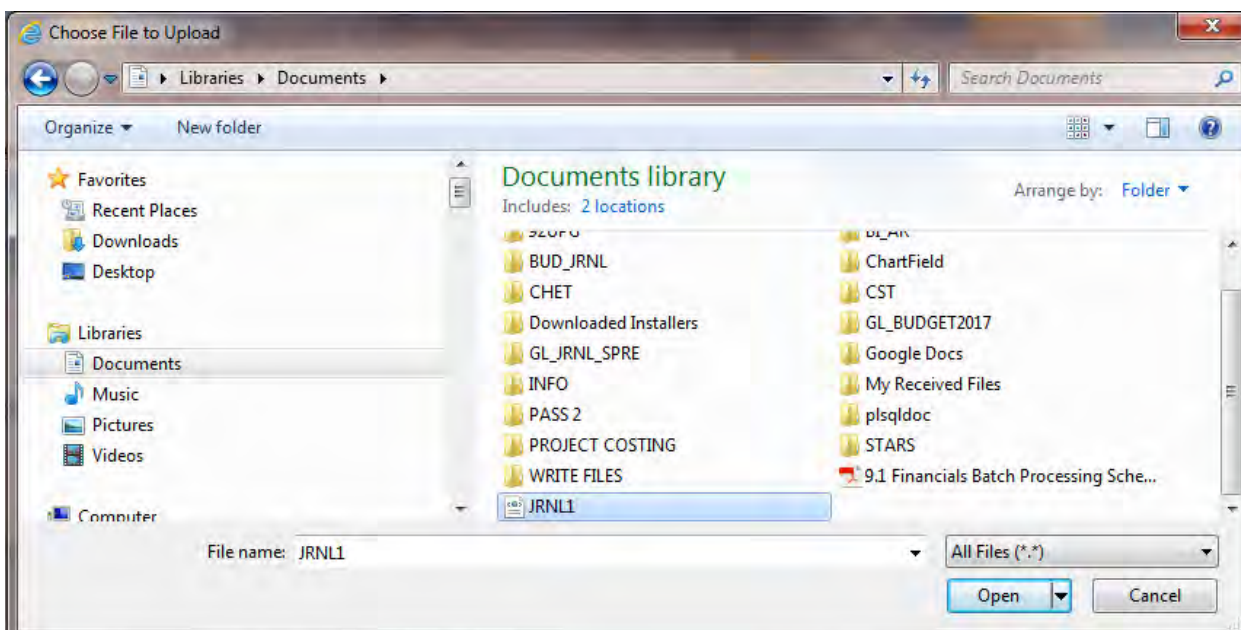 Choose File to Upload
Libraries Documents
Search Documents
Organize New folder
Favorites
Recent Places
Downloads
Desktop
Libraries
Documents
Music
Pictures
Videos
Computer
Documents library
Includes: 2 locations
Arrange by: Folder
BUD_JRNL
CHET
Downloaded Installers
GL_JRNL_SPRE
INFO
PASS 2
PROJECT COSTING
WRITE FILES
JRNL1
BI_AR
ChartField
CST
GL_BUDGET2017
Google Docs
My Received Files
plsqldoc
STARS
9.1 Financials Batch Processing Sche...
File name: JRNL1
All Files (*.*)
Open Cancel